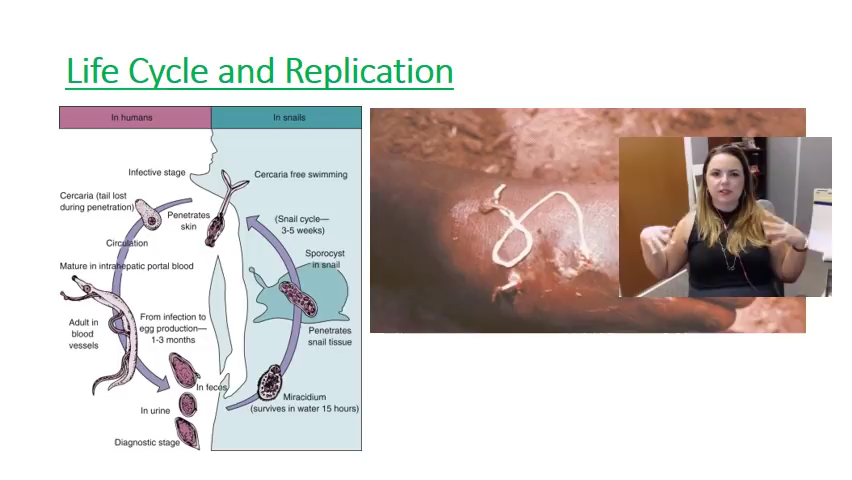 Life Cycle and Replication
In humans
In snails
Infective stage
Cercaria free swimming
Cercaria (tail lost
during penetration)
Penetrates
skin
(Snail cycle—
3-5 weeks)
Circulation
Sporocyst
in snail
Mature in intrahepatic portal blood
Adult in
blood
vessels
From infection to
egg production—
1-3 months
Penetrates
snail tissue
In feces
Miracidium
(survives in water 15 hours)
In urine
Diagnostic stage